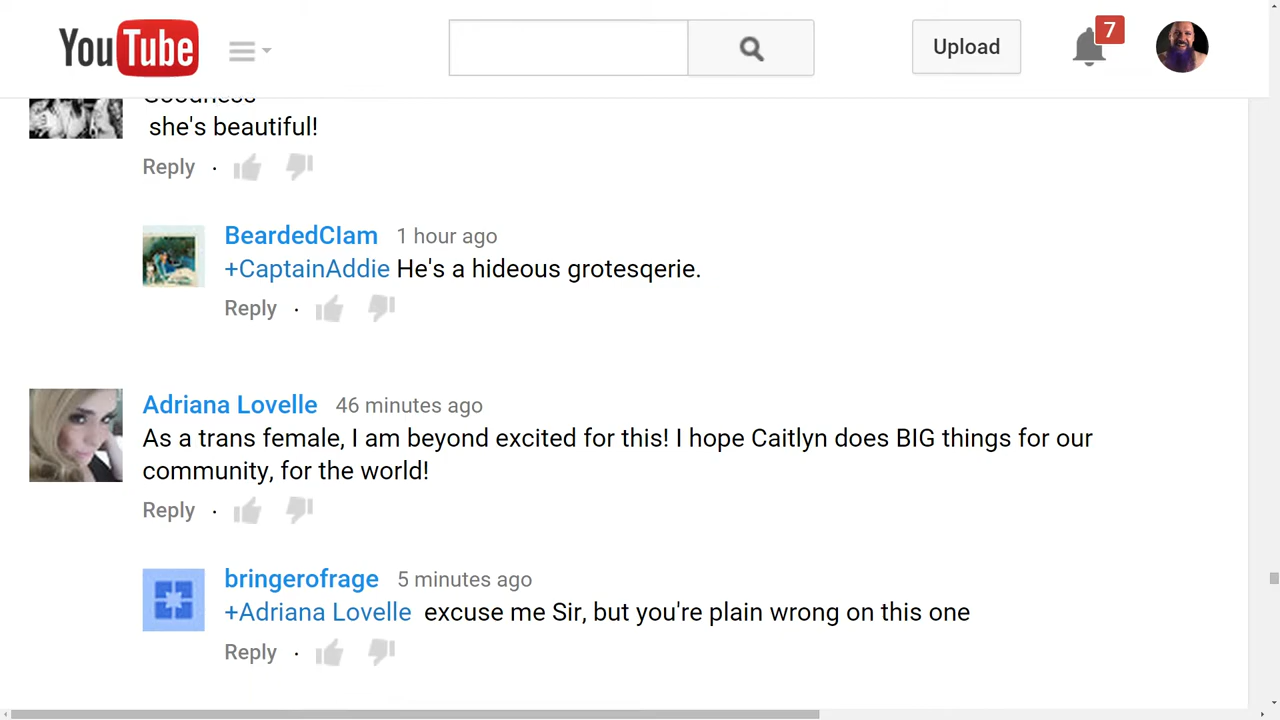 YouTube
Upload
7
Goodness
she's beautiful!
Reply ·
BeardedClam 1 hour ago
+CaptainAddie He's a hideous grotesqerie.
Reply ·
Adriana Lovelle 46 minutes ago
As a trans female, I am beyond excited for this! I hope Caitlyn does BIG things for our
community, for the world!
Reply ·
bringerofrage 5 minutes ago
+Adriana Lovelle excuse me Sir, but you're plain wrong on this one
Reply ·